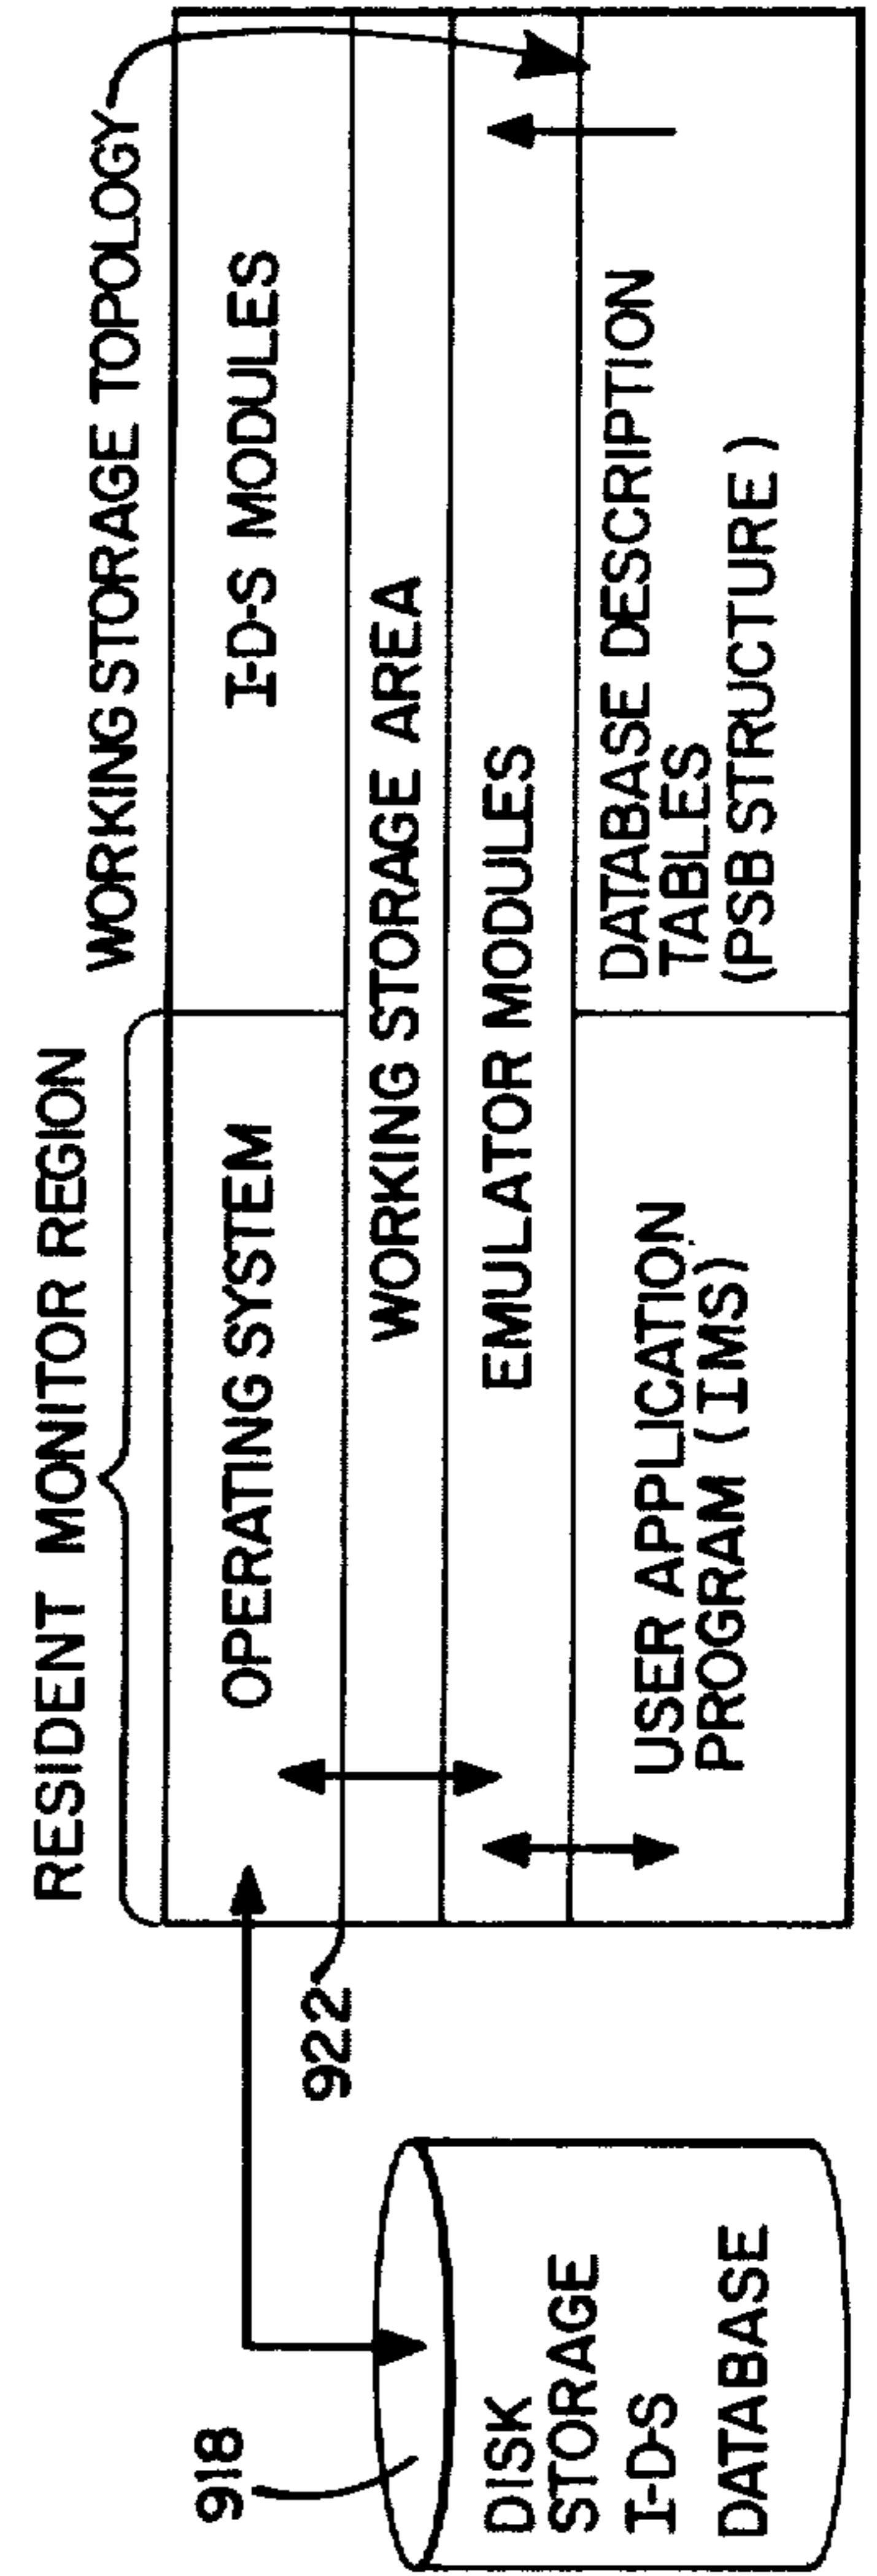 RESIDENT MONITOR REGION
WORKING STORAGE TOPOLOGY
OPERATING SYSTEM
I-D-S MODULES
WORKING STORAGE AREA
EMULATOR MODULES
USER APPLICATION
PROGRAM (IMS)
DATABASE DESCRIPTION
TABLES
(PSB STRUCTURE)
922
918
DISK
STORAGE
I-D-S
DATABASE